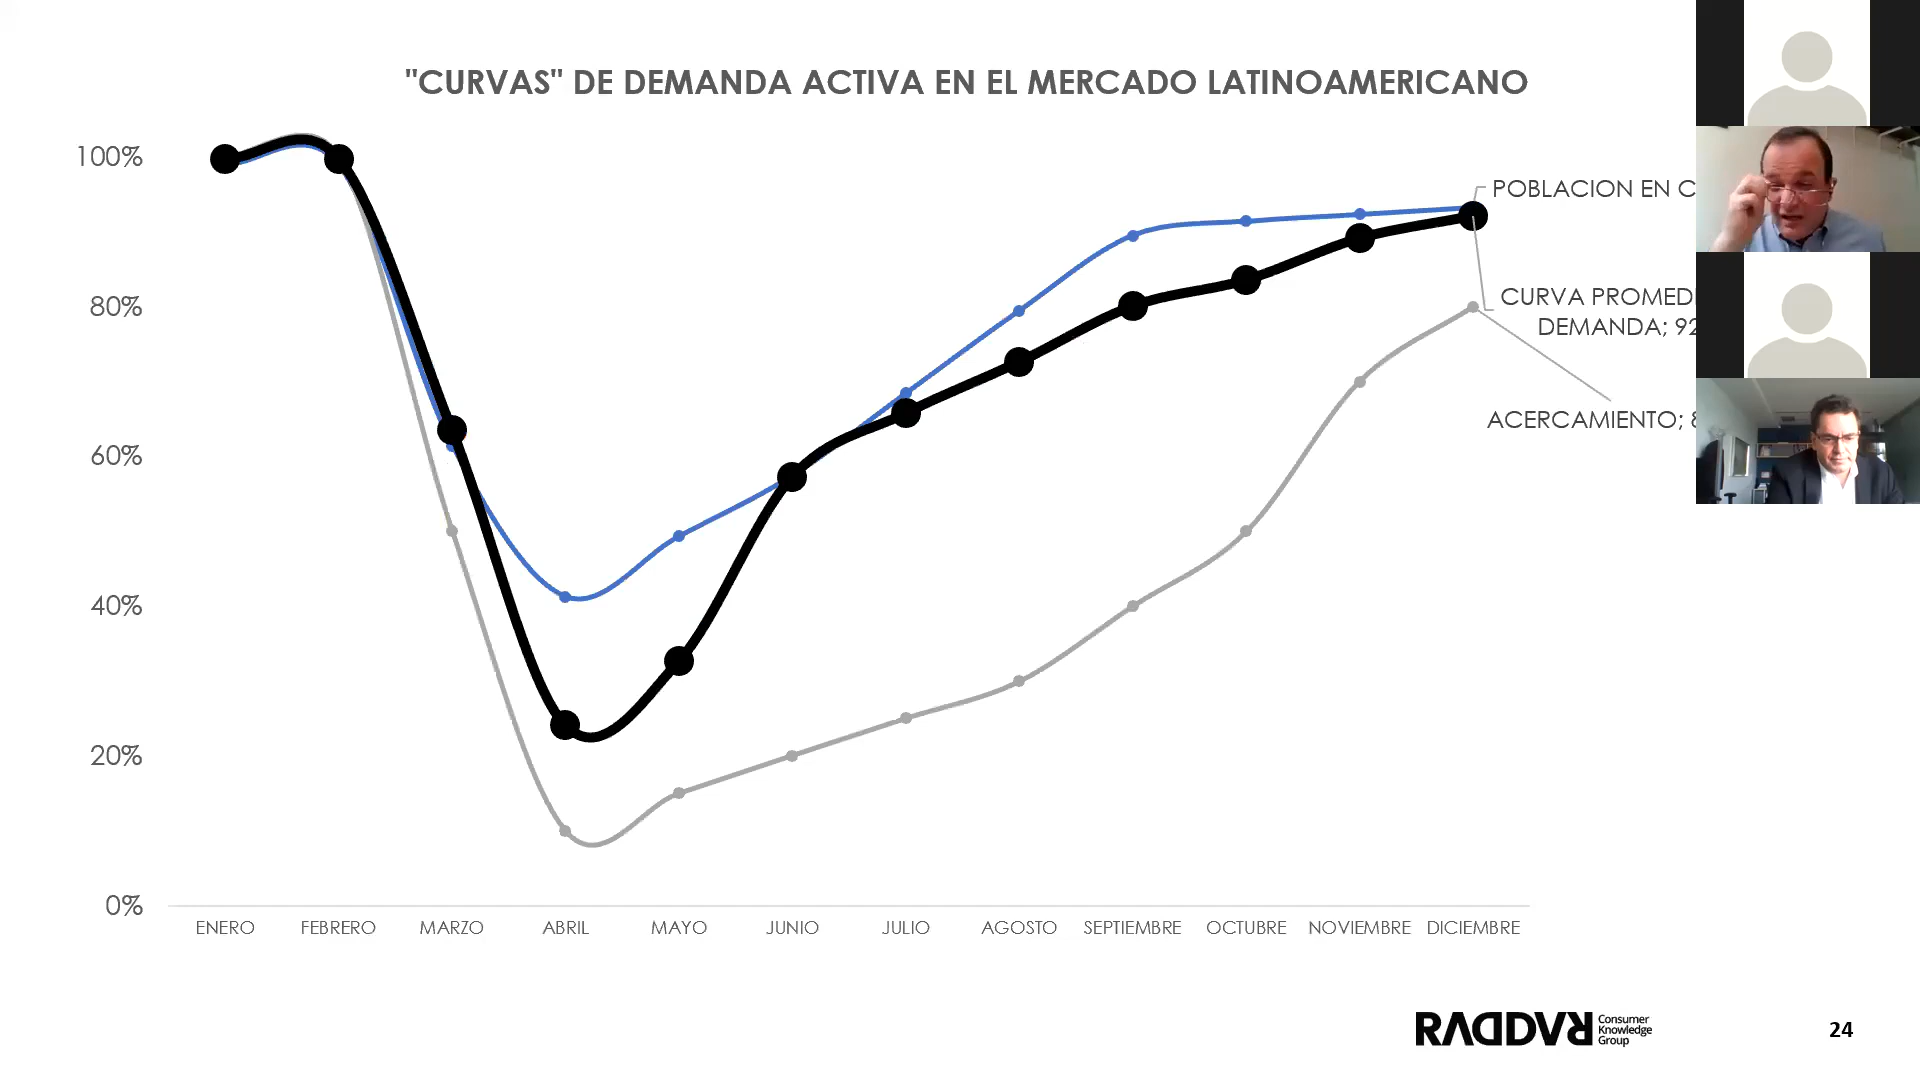 "CURVAS" DE DEMANDA ACTIVA EN EL MERCADO LATINOAMERICANO
100%
80%
60%
40%
20%
0%
POBLACION EN C
CURVA PROMEDI
DEMANDA; 92
ACERCAMIENTO; 8
ENERO FEBRERO MARZO ABRIL MAYO JUNIO JULIO AGOSTO SEPTIEMBRE OCTUBRE NOVIEMBRE DICIEMBRE
RADDAR
Consumer
Knowledge
Group
24